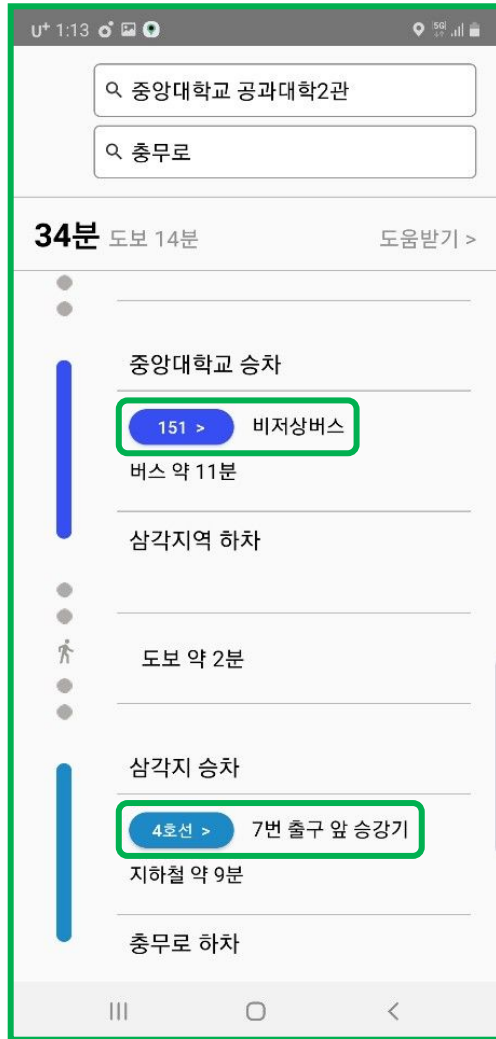 U+ 1:13 5G
중앙대학교 공과대학2관
충무로
34분 도보 14분 도움받기 >
중앙대학교 승차
151 > 비저상버스
버스 약 11분
삼각지역 하차
도보 약 2분
삼각지 승차
4호선 > 7번 출구 앞 승강기
지하철 약 9분
충무로 하차